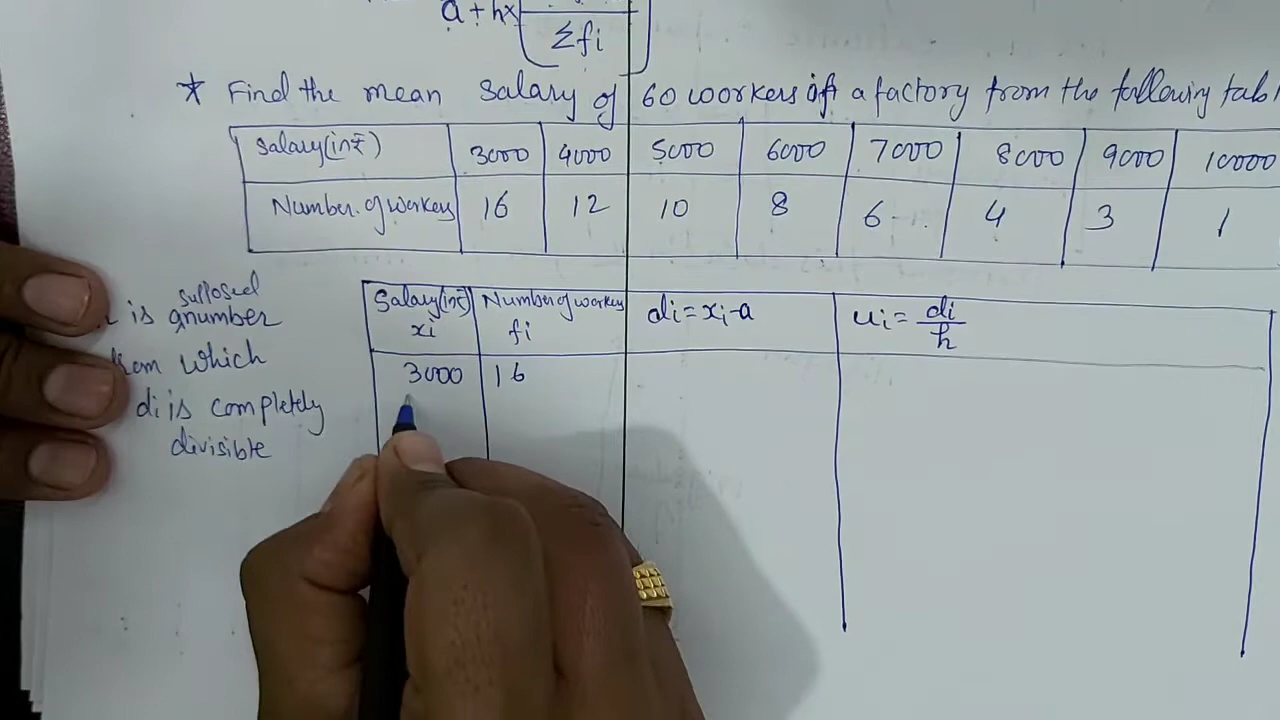 a + hx
Σfi
* Find the mean salary of 60 workers of a factory from the following
Salary(in₹) 3000 4000 5000 6000 7000 8000 9000 10000
Number of workers 16 12 10 8 6 4 3 1
supposed
is a number
from which
di is completely
divisible
Salary(in₹) xi
Number of workers fi
di = xi - a
ui = di/h
3000 16